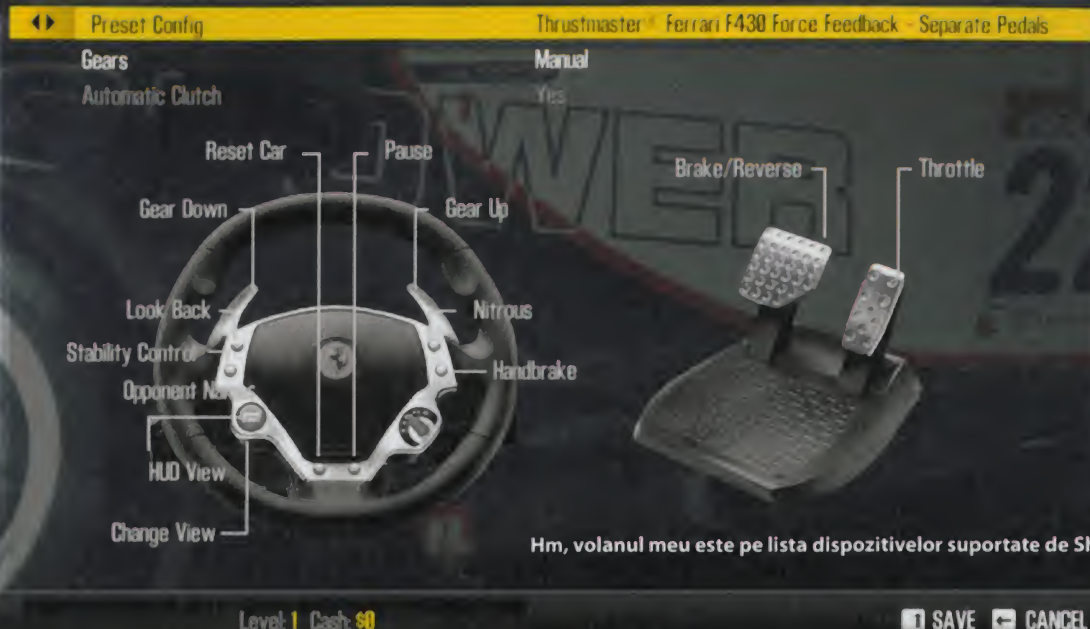 Preset Config Thrustmaster Ferrari F430 Force Feedback - Separate Pedals
Gears Manual
Automatic Clutch Yes
Reset Car Pause
Brake/Reverse Throttle
Gear Down Gear Up
Look Back Nitrous
Stability Control
Handbrake
Opponent
HUD View
Change View
Hm, volanul meu este pe lista dispozitivelor suportate de
Level: 1 Cash: $0
SAVE CANCEL